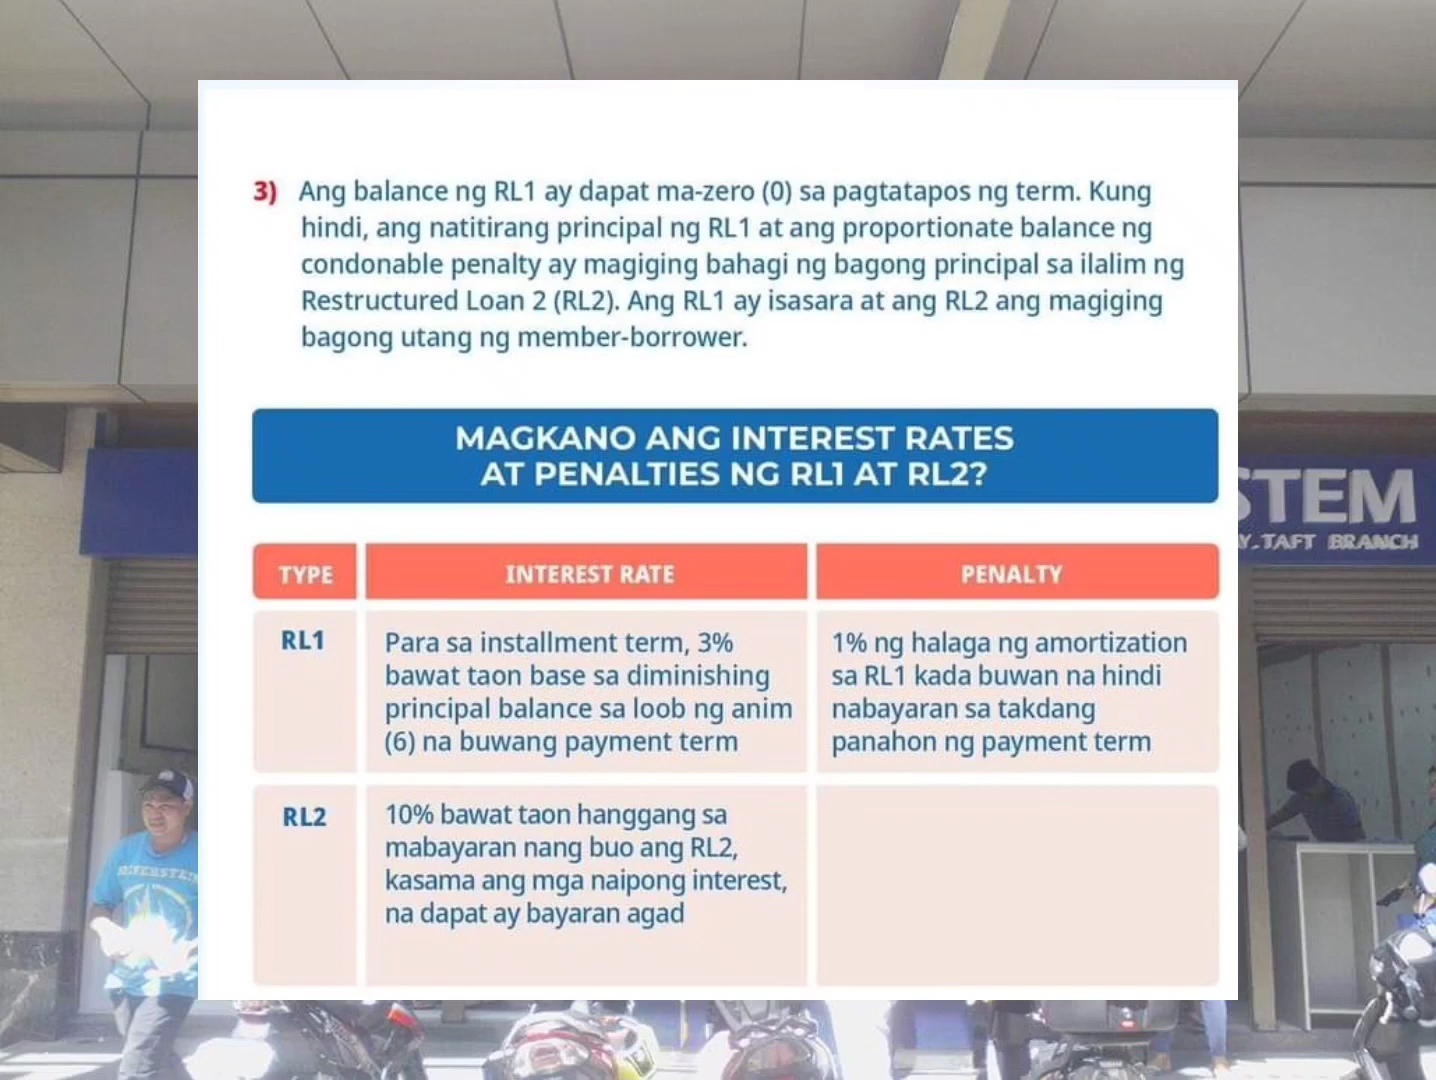 3) Ang balance ng RL1 ay dapat ma-zero (0) sa pagtatapos ng term. Kung
hindi, ang natitirang principal ng RL1 at ang proportionate balance ng
condonable penalty ay magiging bahagi ng bagong principal sa ilalim ng
Restructured Loan 2 (RL2). Ang RL1 ay isasara at ang RL2 ang magiging
bagong utang ng member-borrower.
MAGKANO ANG INTEREST RATES
AT PENALTIES NG RL1 AT RL2?
TYPE
INTEREST RATE
PENALTY
RL1
Para sa installment term, 3%
bawat taon base sa diminishing
principal balance sa loob ng anim
(6) na buwang payment term
1% ng halaga ng amortization
sa RL1 kada buwan na hindi
nabayaran sa takdang
panahon ng payment term
RL2
10% bawat taon hanggang sa
mabayaran nang buo ang RL2,
kasama ang mga naipong interest,
na dapat ay bayaran agad
STEM
Y. TAFT BRANCH